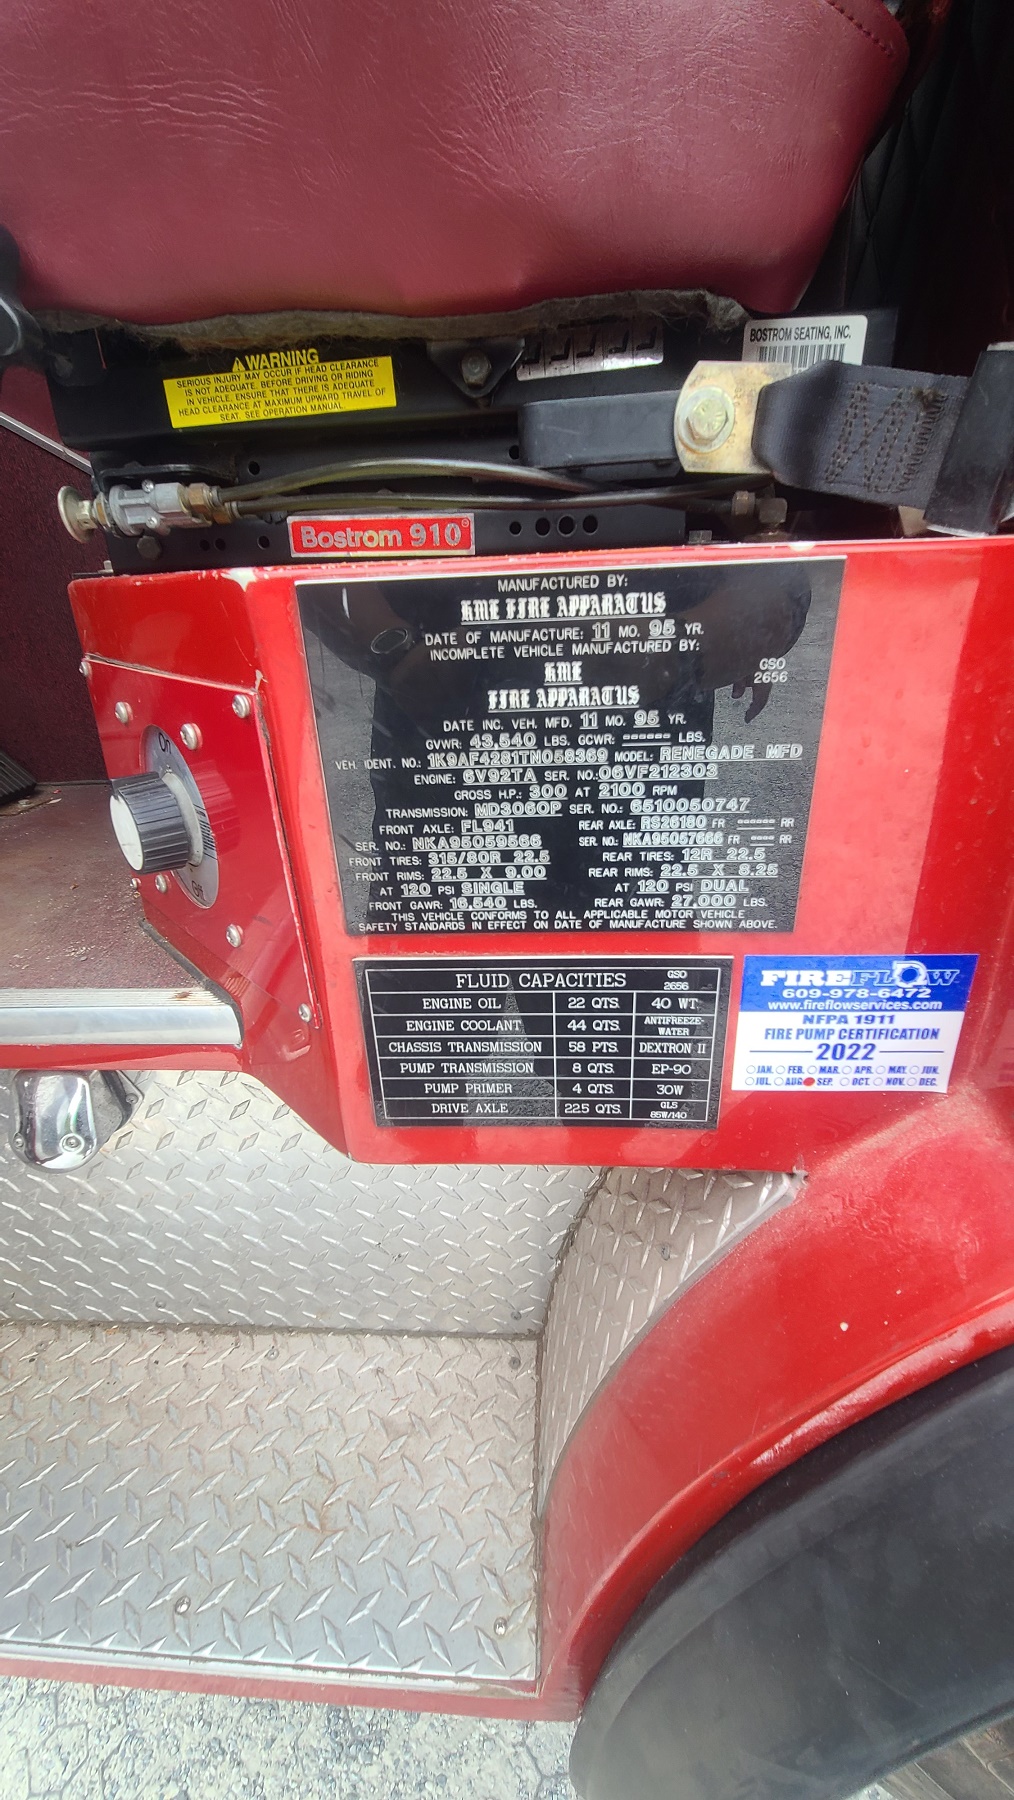 WARNING
SERIOUS INJURY MAY OCCUR IF HEAD CLEARANCE
IS NOT ADEQUATE. BEFORE DRIVING OR RIDING
IN VEHICLE, ENSURE THAT THERE IS ADEQUATE
HEAD CLEARANCE AT MAXIMUM UPWARD TRAVEL OF
SEAT. SEE OPERATION MANUAL.
BOSTROM SEATING, INC.
Bostrom 910
On
Off
MANUFACTURED BY:
KME FIRE APPARATUS
DATE OF MANUFACTURE: 11 MO. 95 YR.
INCOMPLETE VEHICLE MANUFACTURED BY:
KME
FIRE APPARATUS
GSO
2656
DATE INC. VEH. MFD. 11 MO. 95 YR.
GVWR: 43,540 LBS. GCWR: ------ LBS.
VEH. IDENT. NO.: 1K9AF4281TN058369 MODEL: RENEGADE MFD
ENGINE: 6V92TA SER. NO.: 06VF212303
GROSS H.P.: 300 AT 2100 RPM
TRANSMISSION: MD3060P SER. NO.: 6510050747
FRONT AXLE: FL941 REAR AXLE: RS26180 FR ------ RR
SER. NO.: NKA95059566 SER. NO.: NKA95057666 FR ---- RR
FRONT TIRES: 315/80R 22.5 REAR TIRES: 12R 22.5
FRONT RIMS: 22.5 X 9.00 REAR RIMS: 22.5 X 8.25
AT 120 PSI SINGLE AT 120 PSI DUAL
FRONT GAWR: 16,540 LBS. REAR GAWR: 27,000 LBS.
THIS VEHICLE CONFORMS TO ALL APPLICABLE MOTOR VEHICLE
SAFETY STANDARDS IN EFFECT ON DATE OF MANUFACTURE SHOWN ABOVE.
FLUID CAPACITIES GSO 2656
ENGINE OIL 22 QTS. 40 WT.
ENGINE COOLANT 44 QTS. ANTIFREEZE-WATER
CHASSIS TRANSMISSION 58 PTS. DEXTRON II
PUMP TRANSMISSION 8 QTS. EP-90
PUMP PRIMER 4 QTS. 30W
DRIVE AXLE 22.5 QTS. GL5 85W/140
FIREFLOW
609-978-6472
www.fireflowservices.com
NFPA 1911
FIRE PUMP CERTIFICATION
2022
JAN. FEB. MAR. APR. MAY. JUN.
JUL. AUG SEP. OCT. NOV. DEC.